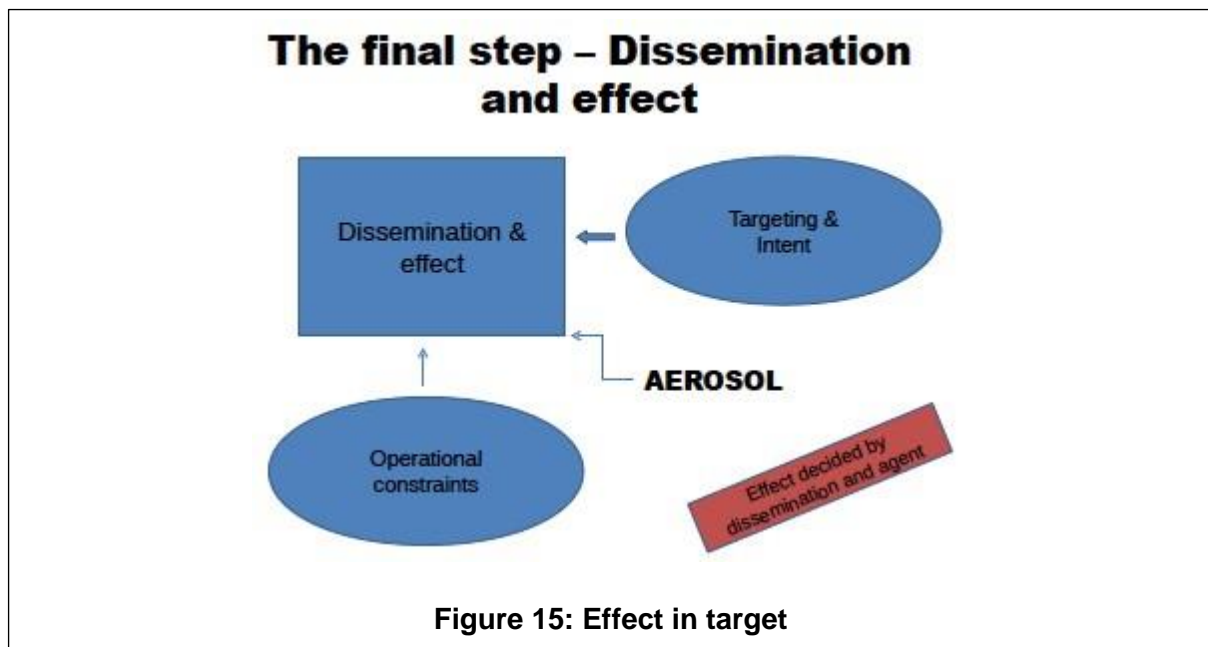 The final step – Dissemination
and effect
Dissemination &
effect
Targeting &
Intent
AEROSOL
Operational
constraints
Effect decided by
dissemination and agent
Figure 15: Effect in target